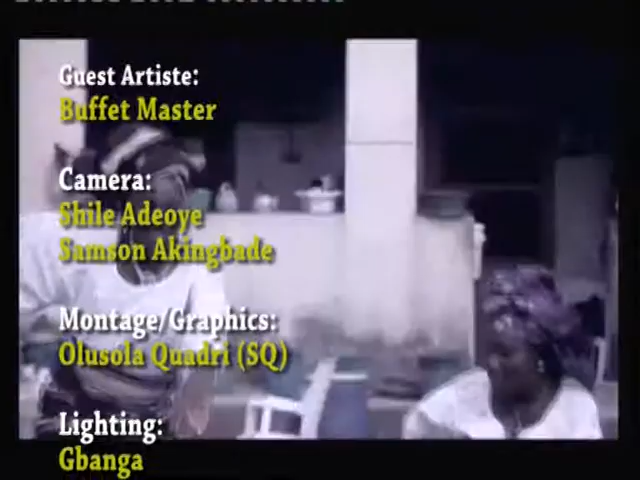 Guest Artiste:
Buffet Master
Camera:
Shile Adeoye
Samson Akingbade
Montage/Graphics:
Olusola Quadri (SQ)
Lighting:
Gbanga